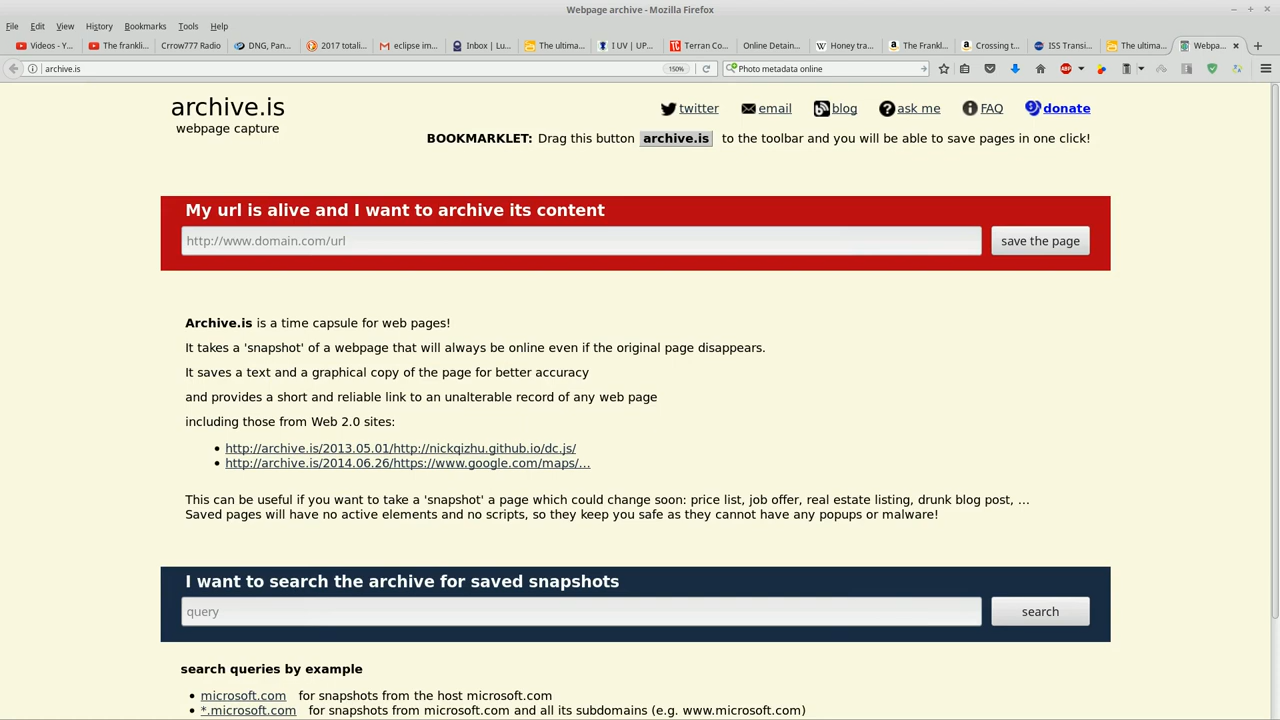 Webpage archive - Mozilla Firefox
File Edit View History Bookmarks Tools Help
Videos - Y... The frankli... Crrow777 Radio DNG, Pan... 2017 totali... eclipse im... Inbox | Lu... The ultima... I UV | UP... Terran Co... Online Detain... Honey tra... The Frankl... Crossing t... ISS Transi... The ultima... Webpa...
archive.is 150% Photo metadata online
archive.is
webpage capture
twitter email blog ask me FAQ donate
BOOKMARKLET: Drag this button archive.is to the toolbar and you will be able to save pages in one click!
My url is alive and I want to archive its content
http://www.domain.com/url save the page
Archive.is is a time capsule for web pages!
It takes a 'snapshot' of a webpage that will always be online even if the original page disappears.
It saves a text and a graphical copy of the page for better accuracy
and provides a short and reliable link to an unalterable record of any web page
including those from Web 2.0 sites:
• http://archive.is/2013.05.01/http://nickqizhu.github.io/dc.js/
• http://archive.is/2014.06.26/https://www.google.com/maps/...
This can be useful if you want to take a 'snapshot' a page which could change soon: price list, job offer, real estate listing, drunk blog post, ...
Saved pages will have no active elements and no scripts, so they keep you safe as they cannot have any popups or malware!
I want to search the archive for saved snapshots
query search
search queries by example
• microsoft.com for snapshots from the host microsoft.com
• *.microsoft.com for snapshots from microsoft.com and all its subdomains (e.g. www.microsoft.com)